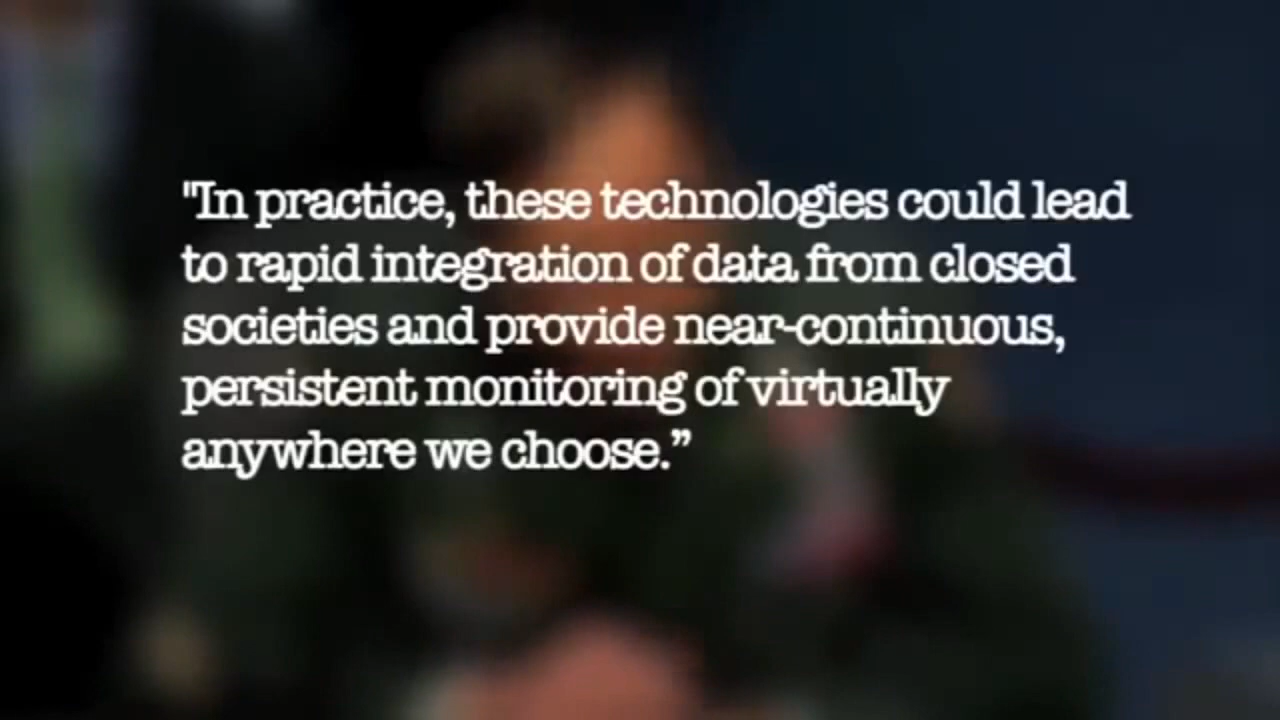 "In practice, these technologies could lead
to rapid integration of data from closed
societies and provide near-continuous,
persistent monitoring of virtually
anywhere we choose.”